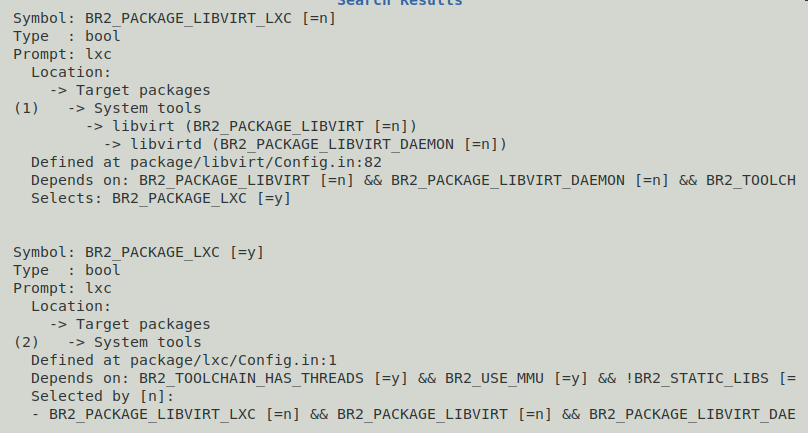 Search Results
Symbol: BR2_PACKAGE_LIBVIRT_LXC [=n]
Type  : bool
Prompt: lxc
  Location:
    -> Target packages
(1)   -> System tools
        -> libvirt (BR2_PACKAGE_LIBVIRT [=n])
          -> libvirtd (BR2_PACKAGE_LIBVIRT_DAEMON [=n])
  Defined at package/libvirt/Config.in:82
  Depends on: BR2_PACKAGE_LIBVIRT [=n] && BR2_PACKAGE_LIBVIRT_DAEMON [=n] && BR2_TOOLCH
  Selects: BR2_PACKAGE_LXC [=y]
Symbol: BR2_PACKAGE_LXC [=y]
Type  : bool
Prompt: lxc
  Location:
    -> Target packages
(2)   -> System tools
  Defined at package/lxc/Config.in:1
  Depends on: BR2_TOOLCHAIN_HAS_THREADS [=y] && BR2_USE_MMU [=y] && !BR2_STATIC_LIBS [=
  Selected by [n]:
  - BR2_PACKAGE_LIBVIRT_LXC [=n] && BR2_PACKAGE_LIBVIRT [=n] && BR2_PACKAGE_LIBVIRT_DAE